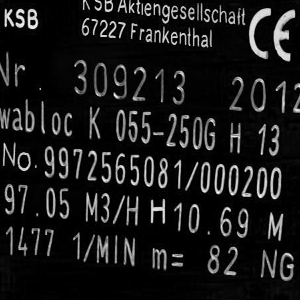 KSB KSB Aktiengesellschaft
67227 Frankenthal CE
Nr. 309213 2012
wabloc K 055-250G H 13
No. 9972565081/000200
97.05 M3/H H 10.69 M
1477 1/MIN m= 82 NG